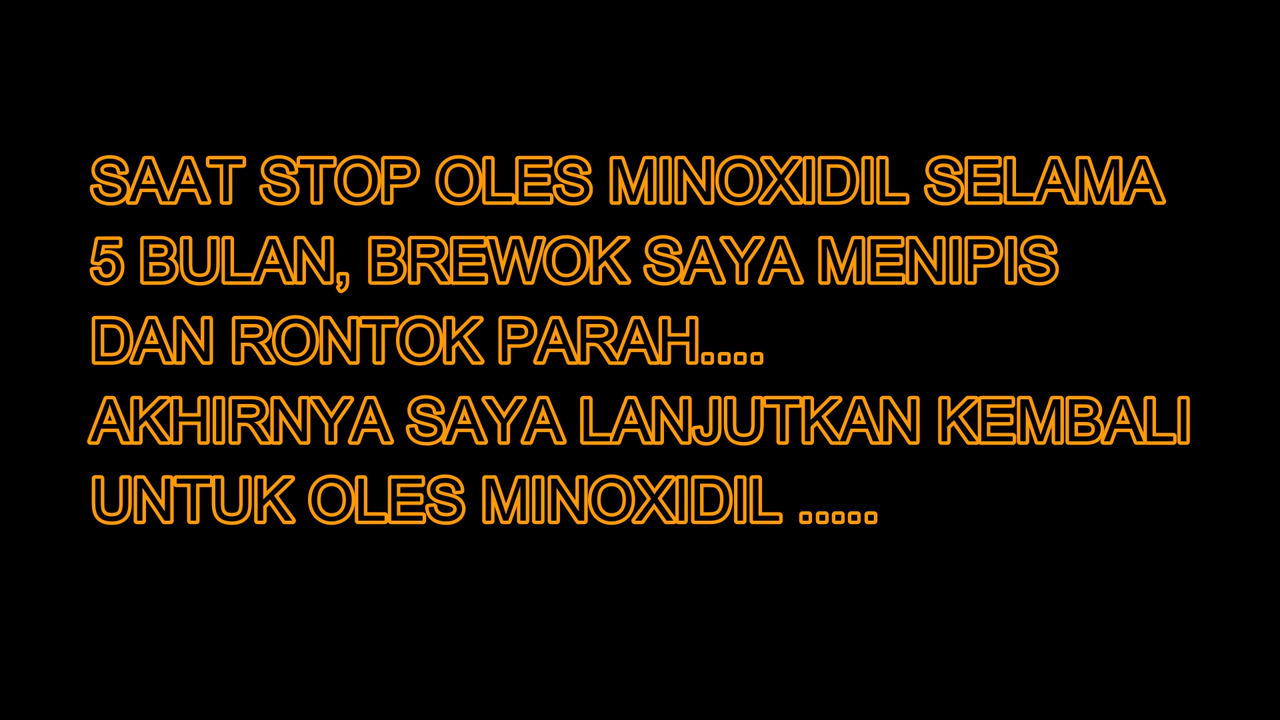 SAAT STOP OLES MINOXIDIL SELAMA
5 BULAN, BREWOK SAYA MENIPIS
DAN RONTOK PARAH....
AKHIRNYA SAYA LANJUTKAN KEMBALI
UNTUK OLES MINOXIDIL .....